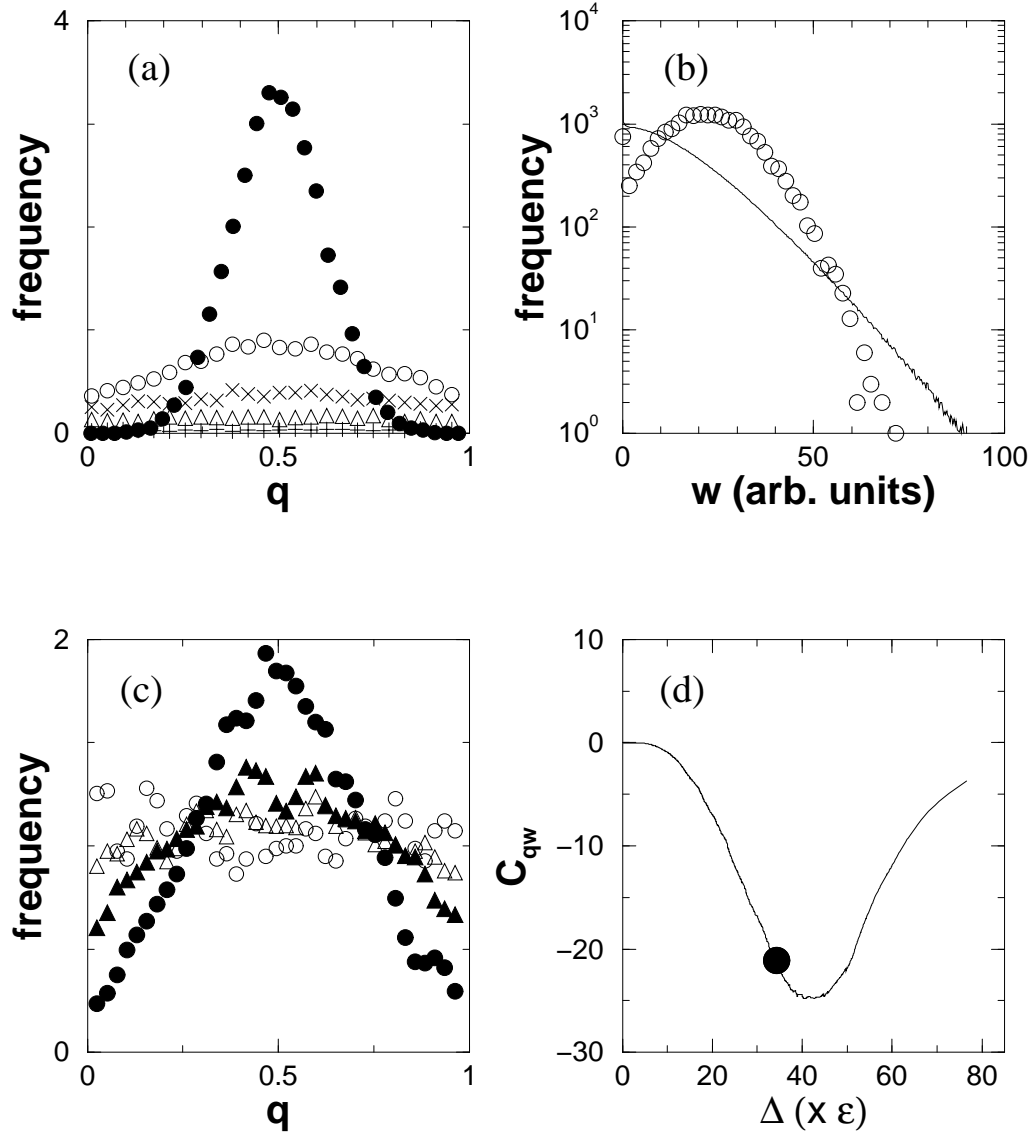 4
(a)
frequency
0
0
0.5
1
q
10^4
(b)
10^3
frequency
10^2
10^1
10^0
0
50
100
w (arb. units)
2
(c)
frequency
0
0
0.5
1
q
10
(d)
0
C_qw
−10
−20
−30
0
20
40
60
80
Δ (x ε)